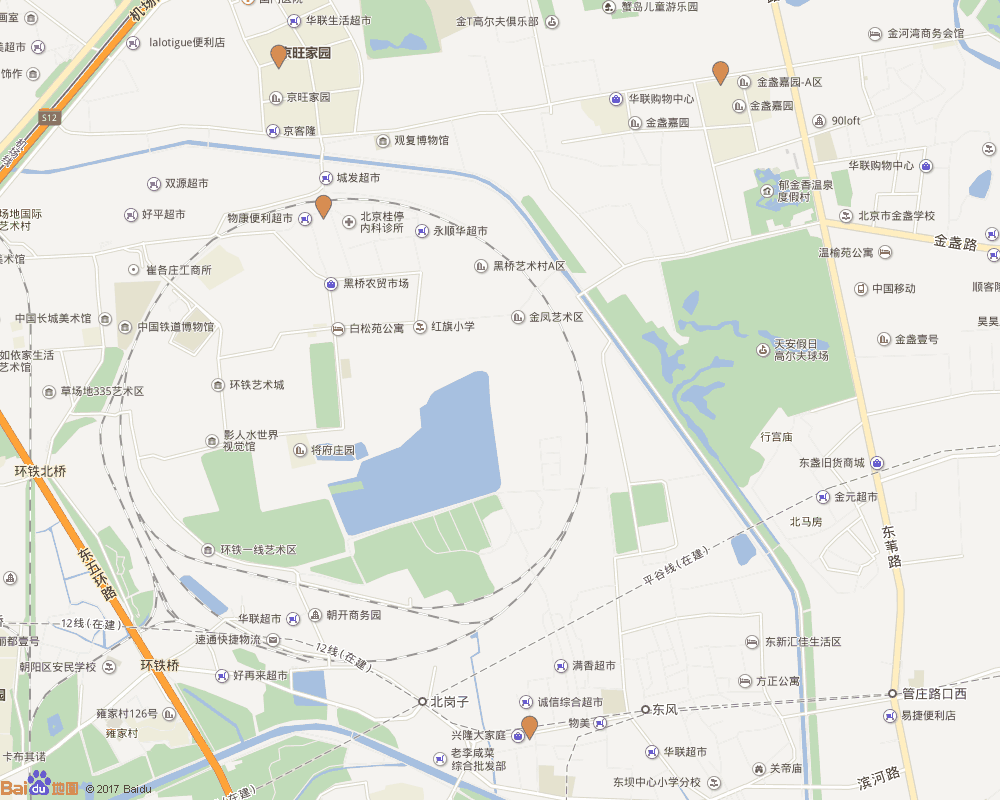 画室
国门医院
华联生活超市
金T高尔夫俱乐部
蟹岛儿童游乐园
金河湾商务会馆
机场
路
lalotigue便利店
超市
京旺家园
饰作
金盏嘉园-A区
京旺家园
华联购物中心
金盏嘉园
S12
京客隆
金盏嘉园
90loft
观复博物馆
华联购物中心
双源超市
城发超市
郁金香温泉
度假村
场地国际
艺术村
好平超市
物康便利超市
北京桂停
内科诊所
永顺华超市
北京市金盏学校
金盏路
美术馆
崔各庄工商所
黑桥艺术村A区
温榆苑公寓
黑桥农贸市场
中国移动
顺客隆
中国长城美术馆
中国铁道博物馆
白松苑公寓
红旗小学
金凤艺术区
昊昊
金盏壹号
如依家生活
艺术馆
天安假日
高尔夫球场
草场地335艺术区
环铁艺术城
影人水世界
视觉馆
将府庄园
行宫庙
东盏旧货商城
环铁北桥
金元超市
北马房
东五环路
环铁一线艺术区
东苇路
平谷线(在建)
12线(在建)
华联超市
朝开商务园
丽都壹号
速通快捷物流
12线(在建)
东新汇佳生活区
朝阳区安民学校
环铁桥
好再来超市
满香超市
方正公寓
北岗子
诚信综合超市
东风
管庄路口西
雍家村126号
雍家村
兴隆大家庭
物美
易捷便利店
老李咸菜
综合批发部
华联超市
卡布其诺
关帝庙
东坝中心小学分校
滨河路
(在建)
Baidu地图
© 2017 Baidu